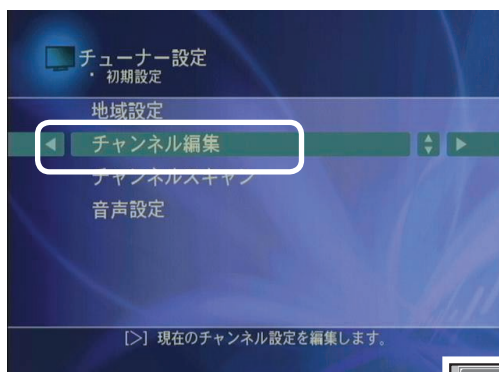 チューナー設定
・ 初期設定
地域設定
チャンネル編集
チャンネルスキャン
音声設定
[>] 現在のチャンネル設定を編集します。